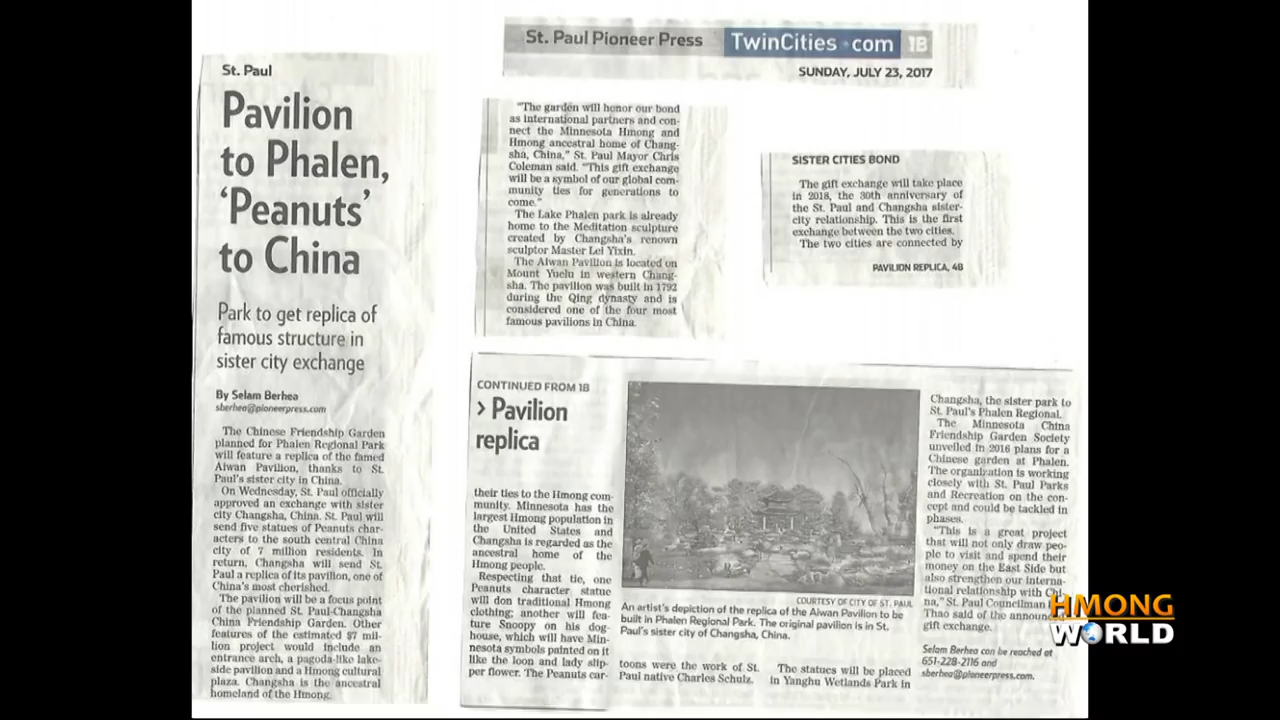 St. Paul
Pavilion
to Phalen,
‘Peanuts’
to China
Park to get replica of
famous structure in
sister city exchange
By Selam Berhea
sberhea@pioneerpress.com
The Chinese Friendship Garden
planned for Phalen Regional Park
will feature a replica of the famed
Aiwan Pavilion, thanks to St.
Paul's sister city in China.
On Wednesday, St. Paul officially
approved an exchange with sister
city Changsha, China. St. Paul will
send five statues of Peanuts char-
acters to the south central China
city of 7 million residents. In
return, Changsha will send St.
Paul a replica of its pavilion, one of
China's most cherished.
The pavilion will be a focus point
of the planned St. Paul-Changsha
China Friendship Garden. Other
features of the estimated $7 mil-
lion project would include an
entrance arch, a pagoda-like lake-
side pavilion and a Hmong cultural
plaza. Changsha is the ancestral
homeland of the Hmong.
St. Paul Pioneer Press TwinCities.com 1B
SUNDAY, JULY 23, 2017
"The garden will honor our bond
as international partners and con-
nect the Minnesota Hmong and
Hmong ancestral home of Chang-
sha, China," St. Paul Mayor Chris
Coleman said. "This gift exchange
will be a symbol of our global com-
munity ties for generations to
come."
The Lake Phalen park is already
home to the Meditation sculpture
created by Changsha's renown
sculptor Master Lei Yixin.
The Aiwan Pavilion is located on
Mount Yuelu in western Chang-
sha. The pavilion was built in 1792
during the Qing dynasty and is
considered one of the four most
famous pavilions in China.
SISTER CITIES BOND
The gift exchange will take place
in 2018, the 30th anniversary of
the St. Paul and Changsha sister-
city relationship. This is the first
exchange between the two cities.
The two cities are connected by
PAVILION REPLICA, 4B
CONTINUED FROM 1B
> Pavilion
replica
their ties to the Hmong com-
munity. Minnesota has the
largest Hmong population in
the United States and
Changsha is regarded as the
ancestral home of the
Hmong people.
Respecting that tie, one
Peanuts character statue
will don traditional Hmong
clothing; another will fea-
ture Snoopy on his dog-
house, which will have Min-
nesota symbols painted on it
like the loon and lady slip-
per flower. The Peanuts car-
COURTESY OF CITY OF ST. PAUL
An artist's depiction of the replica of the Aiwan Pavilion to be
built in Phalen Regional Park. The original pavilion is in St.
Paul's sister city of Changsha, China.
toons were the work of St.
Paul native Charles Schulz.
The statues will be placed
in Yanghu Wetlands Park in
Changsha, the sister park to
St. Paul's Phalen Regional.
The Minnesota China
Friendship Garden Society
unveiled in 2016 plans for a
Chinese garden at Phalen.
The organization is working
closely with St. Paul Parks
and Recreation on the con-
cept and could be tackled in
phases.
"This is a great project
that will not only draw peo-
ple to visit and spend their
money on the East Side but
also strengthen our interna-
tional relationship with Chi-
na," St. Paul Councilman
Thao said of the announced
gift exchange.
Selam Berhea can be reached at
651-228-2116 and
sberhea@pioneerpress.com.
HMONG
WORLD